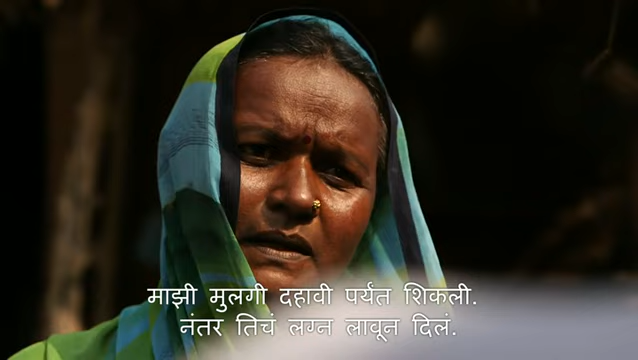 माझी मुलगी दहावी पर्यंत शिकली.
नंतर तिचं लग्न लावून दिलं.